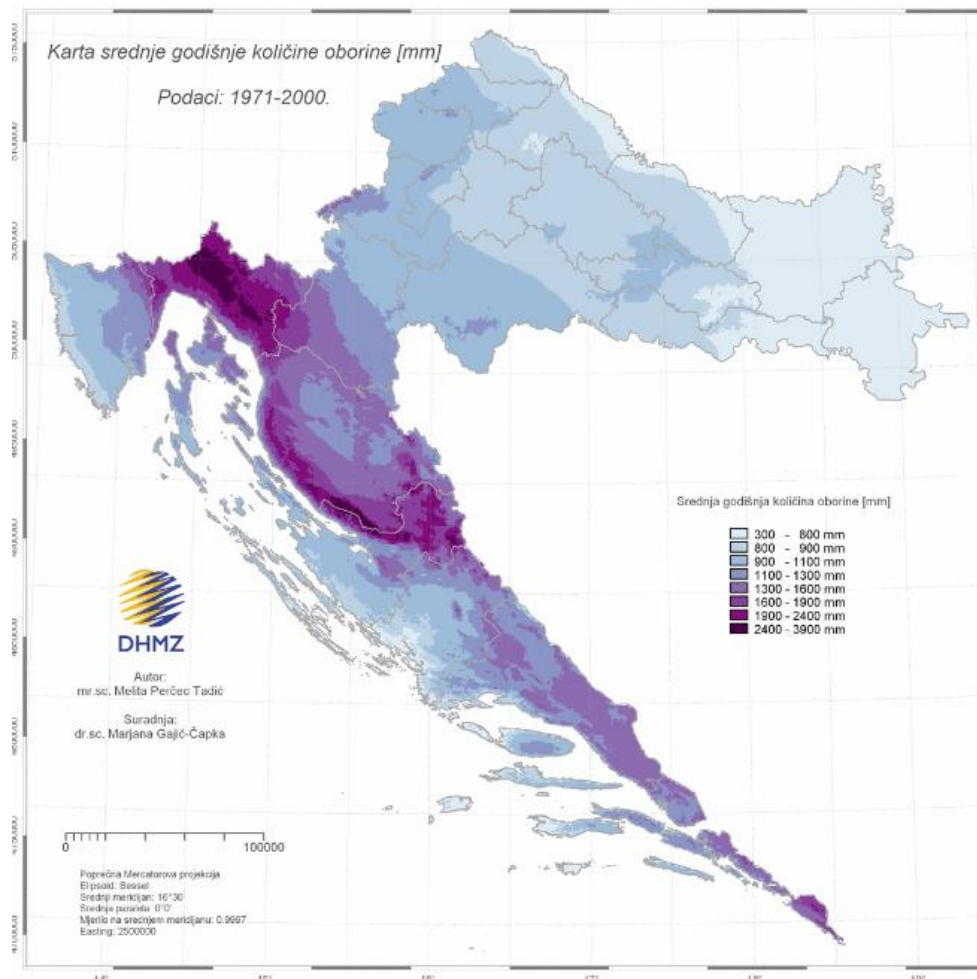 Karta srednje godišnje količine oborine [mm]
Podaci: 1971-2000.
Srednja godišnja količina oborine [mm]
300 - 800 mm
800 - 900 mm
900 - 1100 mm
1100 - 1300 mm
1300 - 1600 mm
1600 - 1900 mm
1900 - 2400 mm
2400 - 3900 mm
DHMZ
Autor:
mr.sc. Melita Perčec Tadić
Suradnja:
dr.sc. Marjana Gajić-Čapka
0 100000
Poprečna Mercatorova projekcija
Elipsoid: Bessel
Srednji meridijan: 16°30'
Srednja paralela: 0°0'
Mjerilo na srednjem meridijanu: 0.9997
Easting: 2500000